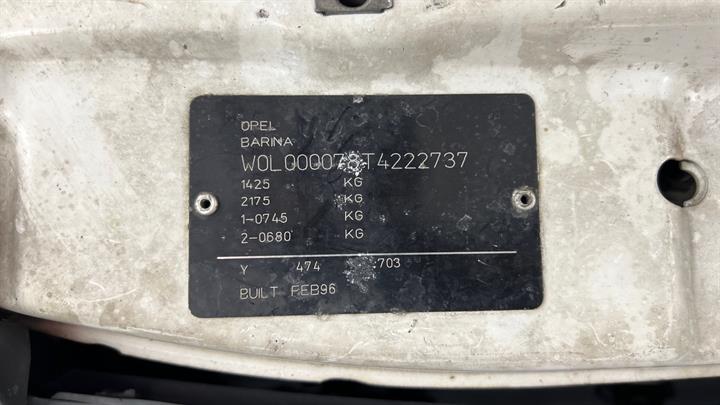 OPEL
BARINA
W0L000078T4222737
1425 KG
2175 KG
1-0745 KG
2-0680 KG
Y 474 703
BUILT FEB96